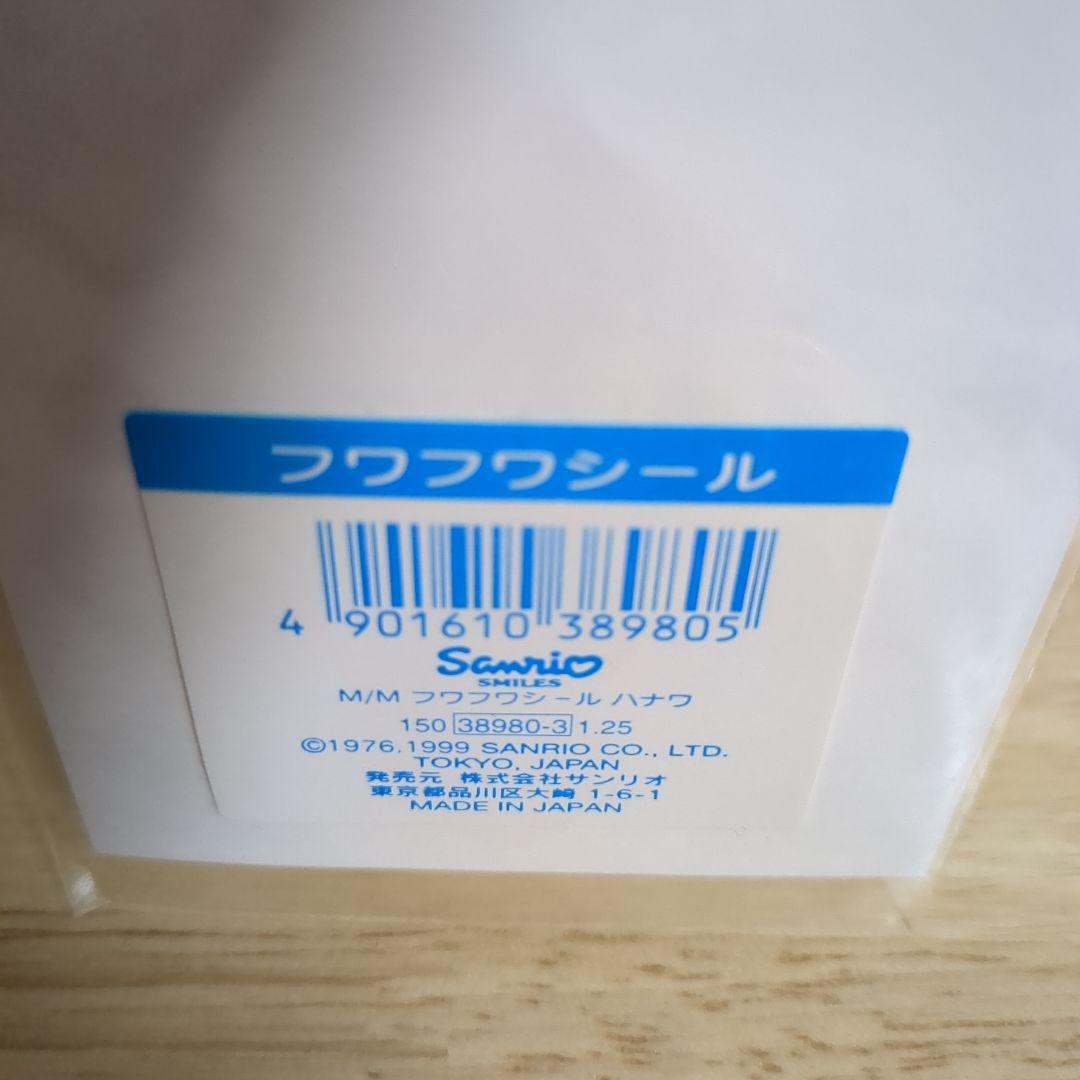 フワフワシール
4 901610 389805
Sanrio
SMILES
M/M フワフワシール ハナワ
150 38980-3 1.25
©1976,1999 SANRIO CO., LTD.
TOKYO, JAPAN
発売元 株式会社サンリオ
東京都品川区大崎 1-6-1
MADE IN JAPAN